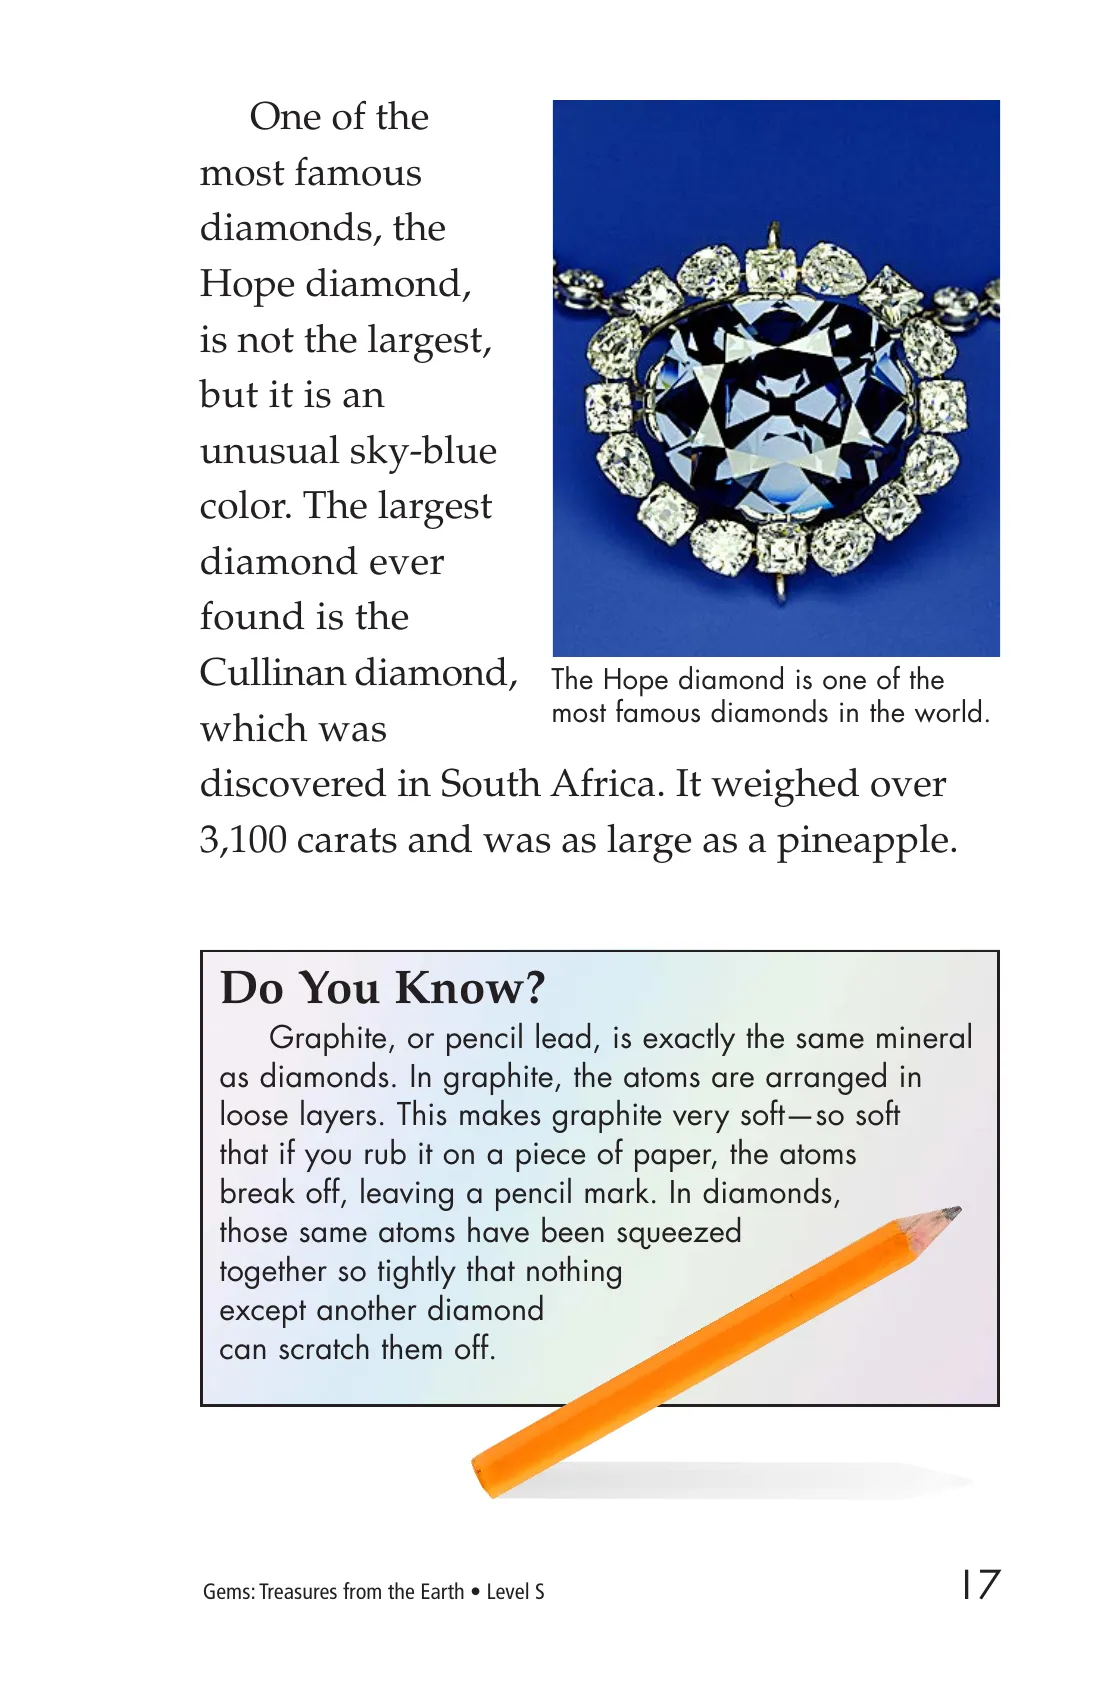 One of the
most famous
diamonds, the
Hope diamond,
is not the largest,
but it is an
unusual sky-blue
color. The largest
diamond ever
found is the
Cullinan diamond,
which was
discovered in South Africa. It weighed over
3,100 carats and was as large as a pineapple.
The Hope diamond is one of the
most famous diamonds in the world.
Do You Know?
Graphite, or pencil lead, is exactly the same mineral
as diamonds. In graphite, the atoms are arranged in
loose layers. This makes graphite very soft—so soft
that if you rub it on a piece of paper, the atoms
break off, leaving a pencil mark. In diamonds,
those same atoms have been squeezed
together so tightly that nothing
except another diamond
can scratch them off.
Gems: Treasures from the Earth • Level S
17